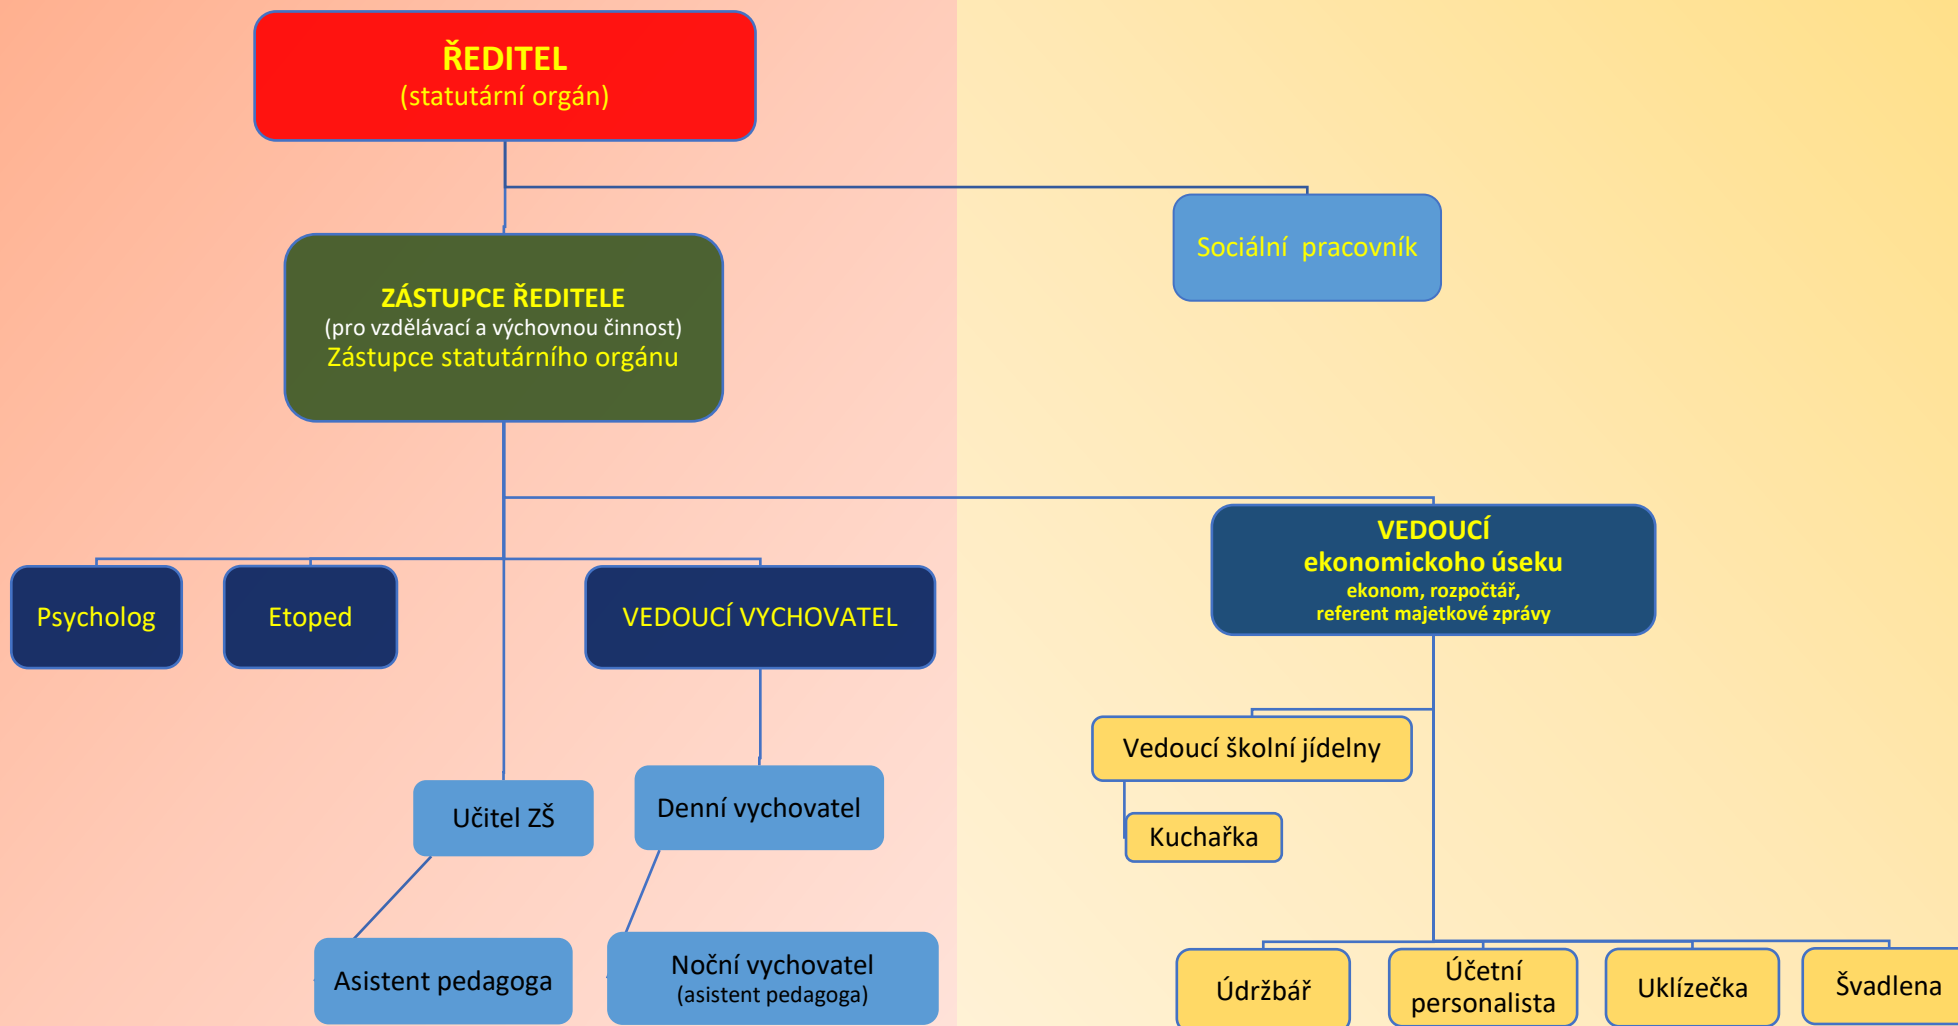 ŘEDITEL
(statutární orgán)
Sociální pracovník
ZÁSTUPCE ŘEDITELE
(pro vzdělávací a výchovnou činnost)
Zástupce statutárního orgánu
VEDOUCÍ
ekonomickoho úseku
ekonom, rozpočtář,
referent majetkové zprávy
Psycholog
Etoped
VEDOUCÍ VYCHOVATEL
Vedoucí školní jídelny
Učitel ZŠ
Denní vychovatel
Kuchařka
Asistent pedagoga
Noční vychovatel
(asistent pedagoga)
Údržbář
Účetní
personalista
Uklízečka
Švadlena